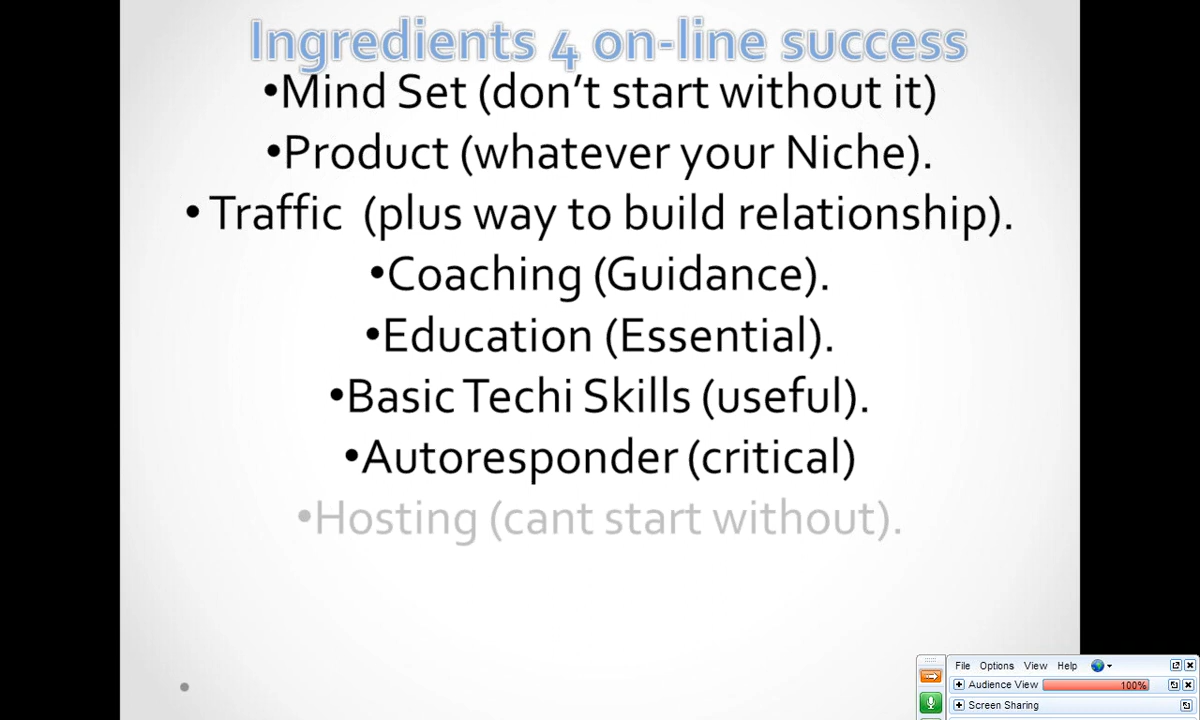 Ingredients 4 on-line success
•Mind Set (don't start without it)
•Product (whatever your Niche).
• Traffic (plus way to build relationship).
•Coaching (Guidance).
•Education (Essential).
•Basic Techi Skills (useful).
•Autoresponder (critical)
•Hosting (cant start without).
File Options View Help
Audience View 100%
Screen Sharing